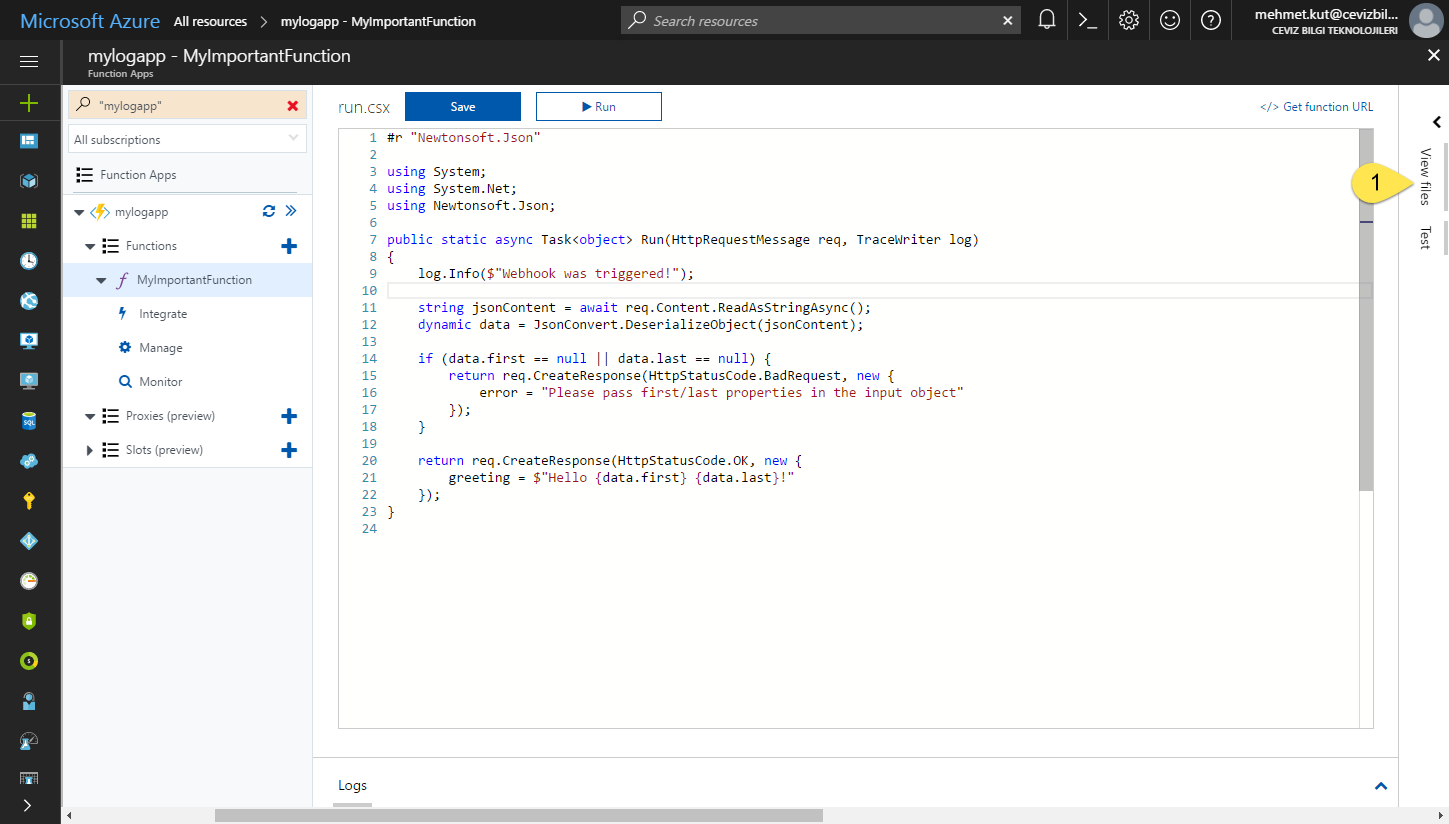 Microsoft Azure All resources > mylogapp - MyImportantFunction
Search resources
mehmet.kut@cevizbil...
CEVIZ BILGI TEKNOLOJILERI
mylogapp - MyImportantFunction
Function Apps
"mylogapp"
All subscriptions
Function Apps
mylogapp
Functions
MyImportantFunction
Integrate
Manage
Monitor
Proxies (preview)
Slots (preview)
SQL
run.csx
Save
Run
</> Get function URL
1 #r "Newtonsoft.Json"
2
3 using System;
4 using System.Net;
5 using Newtonsoft.Json;
6
7 public static async Task<object> Run(HttpRequestMessage req, TraceWriter log)
8 {
9     log.Info($"Webhook was triggered!");
10
11     string jsonContent = await req.Content.ReadAsStringAsync();
12     dynamic data = JsonConvert.DeserializeObject(jsonContent);
13
14     if (data.first == null || data.last == null) {
15         return req.CreateResponse(HttpStatusCode.BadRequest, new {
16             error = "Please pass first/last properties in the input object"
17         });
18     }
19
20     return req.CreateResponse(HttpStatusCode.OK, new {
21         greeting = $"Hello {data.first} {data.last}!"
22     });
23 }
24
View files
1
Test
Logs